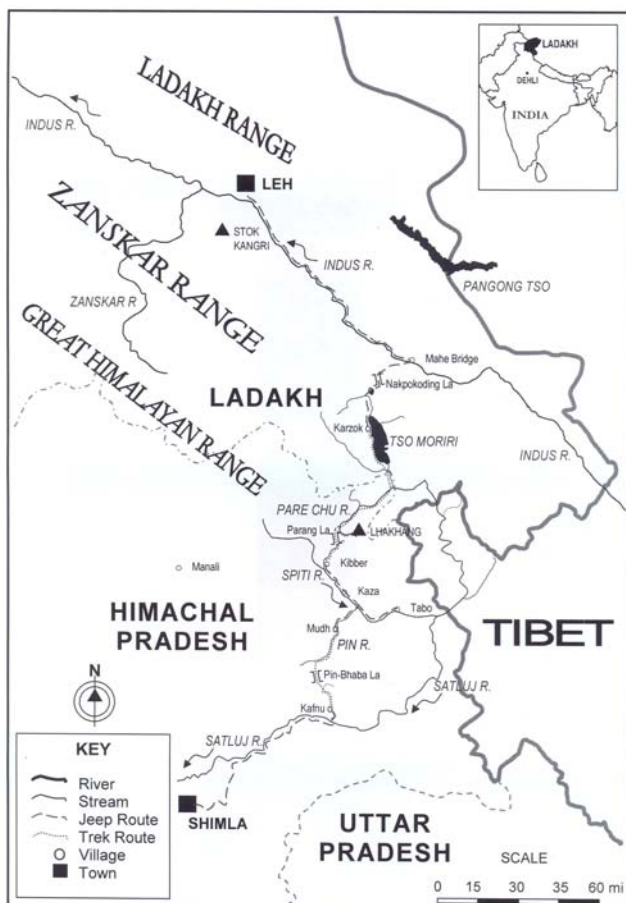 LADAKH
DEHLI
INDIA
LADAKH RANGE
INDUS R.
LEH
ZANSKAR RANGE
STOK
KANGRI
INDUS R.
PANGONG TSO
ZANSKAR R
GREAT HIMALAYAN RANGE
Mahe Bridge
Nakpokoding La
LADAKH
Karzok
TSO MORIRI
INDUS R.
PARE CHU R.
Parang La
LHAKHANG
Manali
Kibber
SPITI R.
Kaza
Tabo
HIMACHAL
PRADESH
Mudh
PIN R.
TIBET
N
Pin-Bhaba La
SATLUJ R.
Kafnu
SATLUJ R.
KEY
River
Stream
Jeep Route
Trek Route
Village
Town
SHIMLA
UTTAR
PRADESH
SCALE
0 15 30 45 60 mi